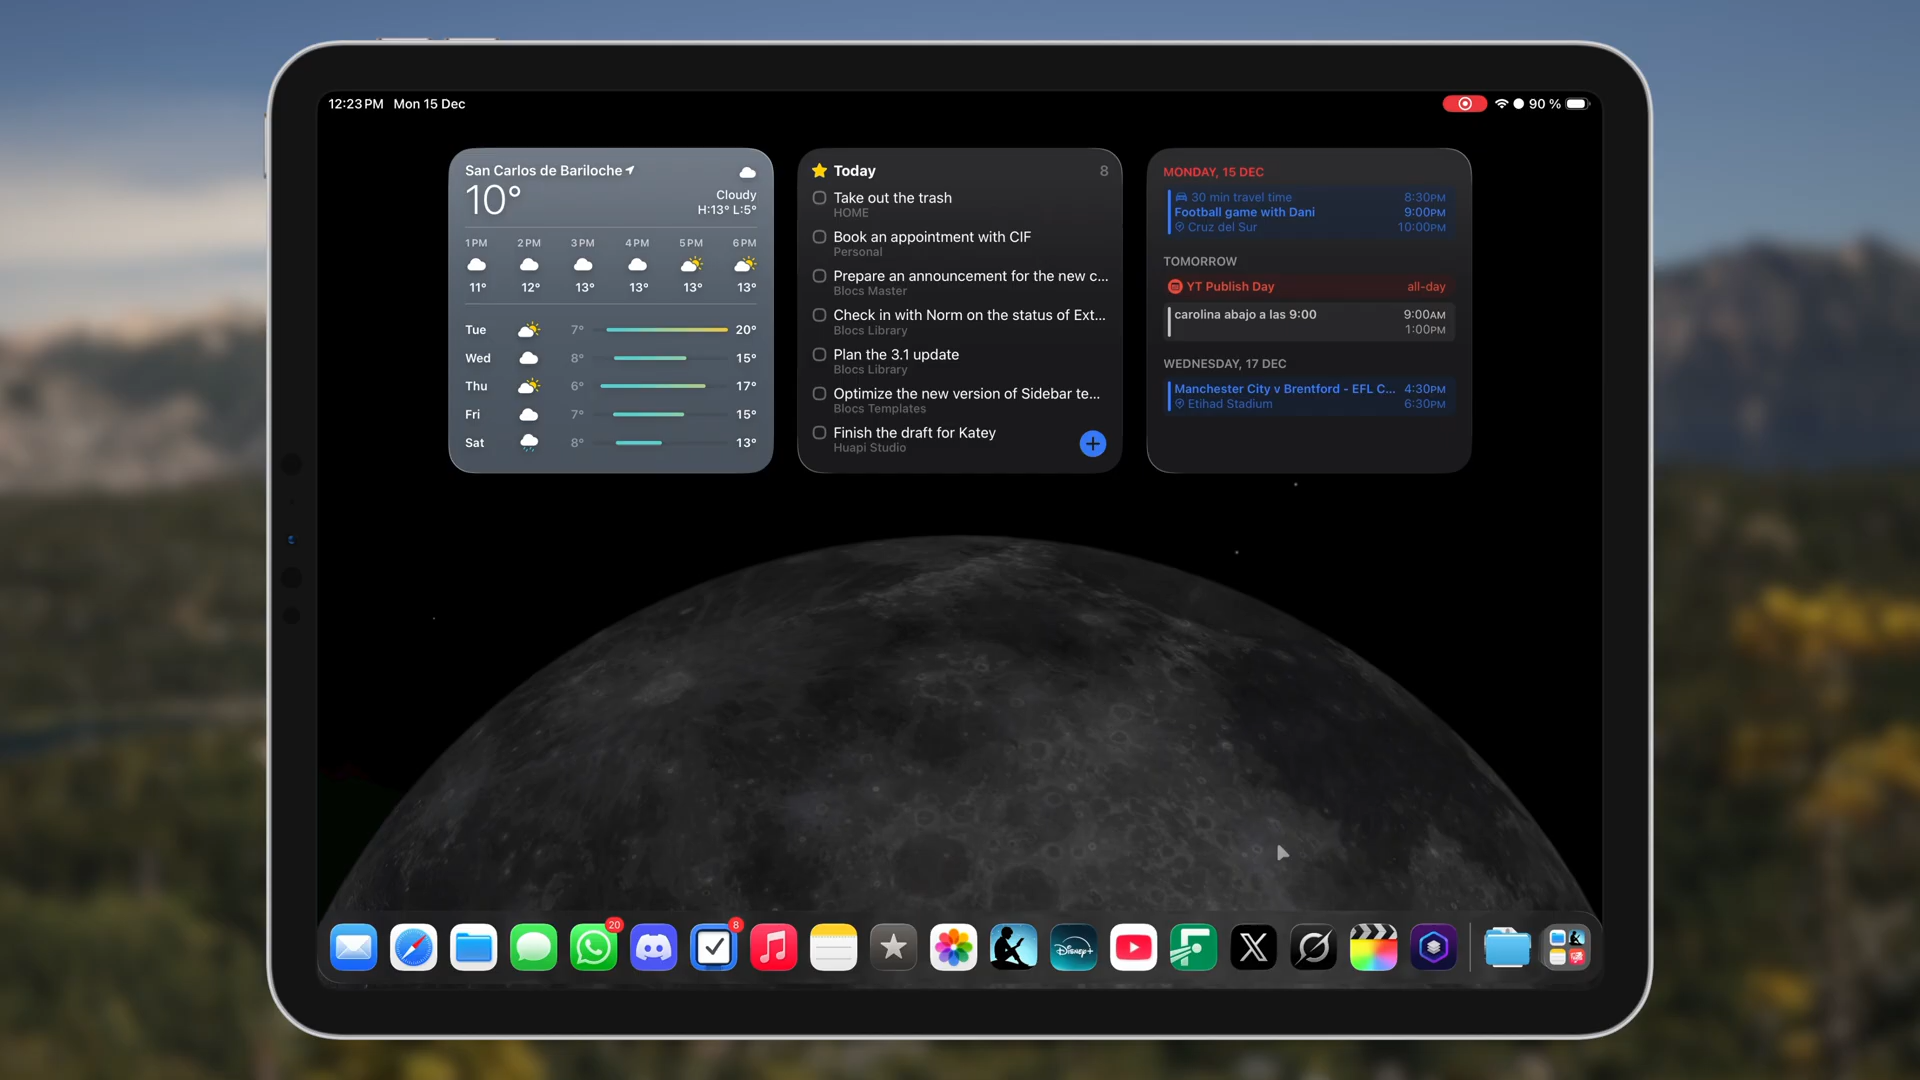 12:23 PM Mon 15 Dec
90 %
San Carlos de Bariloche
10°
Cloudy
H:13° L:5°
1 PM 2 PM 3 PM 4 PM 5 PM 6 PM
11° 12° 13° 13° 13° 13°
Tue 7° 20°
Wed 8° 15°
Thu 6° 17°
Fri 7° 15°
Sat 8° 13°
Today 8
Take out the trash
HOME
Book an appointment with CIF
Personal
Prepare an announcement for the new c...
Blocs Master
Check in with Norm on the status of Ext...
Blocs Library
Plan the 3.1 update
Blocs Library
Optimize the new version of Sidebar te...
Blocs Templates
Finish the draft for Katey
Huapi Studio
MONDAY, 15 DEC
30 min travel time 8:30PM
Football game with Dani 9:00PM
Cruz del Sur 10:00PM
TOMORROW
YT Publish Day all-day
carolina abajo a las 9:00 9:00AM
1:00PM
WEDNESDAY, 17 DEC
Manchester City v Brentford - EFL C... 4:30PM
Etihad Stadium 6:30PM
20
8
Disney+